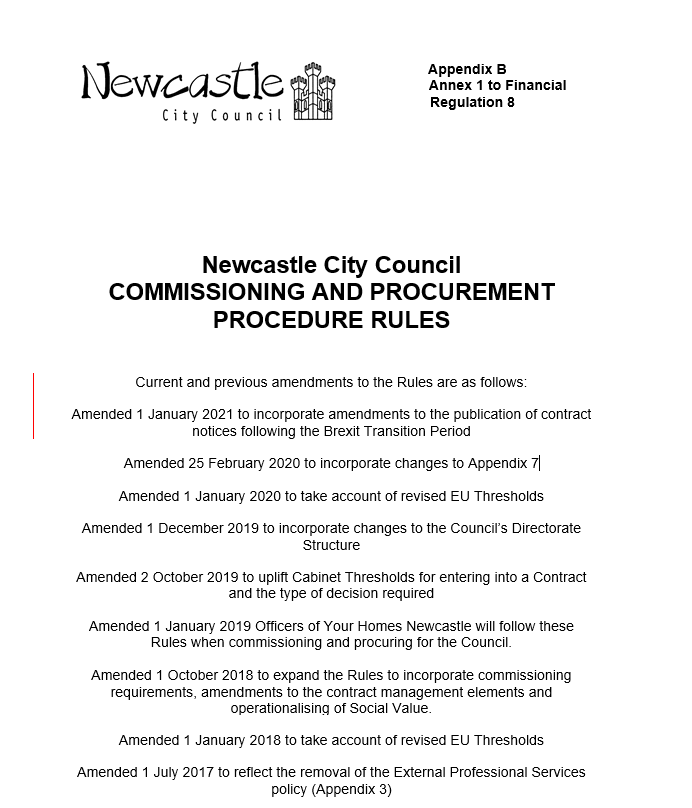 Newcastle
City Council
Appendix B
Annex 1 to Financial
Regulation 8
Newcastle City Council
COMMISSIONING AND PROCUREMENT
PROCEDURE RULES
Current and previous amendments to the Rules are as follows:
Amended 1 January 2021 to incorporate amendments to the publication of contract
notices following the Brexit Transition Period
Amended 25 February 2020 to incorporate changes to Appendix 7
Amended 1 January 2020 to take account of revised EU Thresholds
Amended 1 December 2019 to incorporate changes to the Council’s Directorate
Structure
Amended 2 October 2019 to uplift Cabinet Thresholds for entering into a Contract
and the type of decision required
Amended 1 January 2019 Officers of Your Homes Newcastle will follow these
Rules when commissioning and procuring for the Council.
Amended 1 October 2018 to expand the Rules to incorporate commissioning
requirements, amendments to the contract management elements and
operationalising of Social Value.
Amended 1 January 2018 to take account of revised EU Thresholds
Amended 1 July 2017 to reflect the removal of the External Professional Services
policy (Appendix 3)